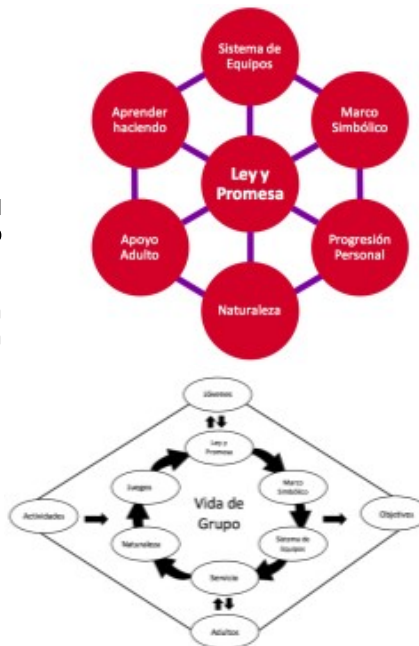 Sistema de
Equipos
Aprender
haciendo
Marco
Simbólico
Ley y
Promesa
Apoyo
Adulto
Progresión
Personal
Naturaleza
Jóvenes
Ley y
Promesa
Juegos
Marco
Simbólico
Vida de
Grupo
Actividades
Objetivos
Naturaleza
Sistema de
Equipos
Servicio
Adultos